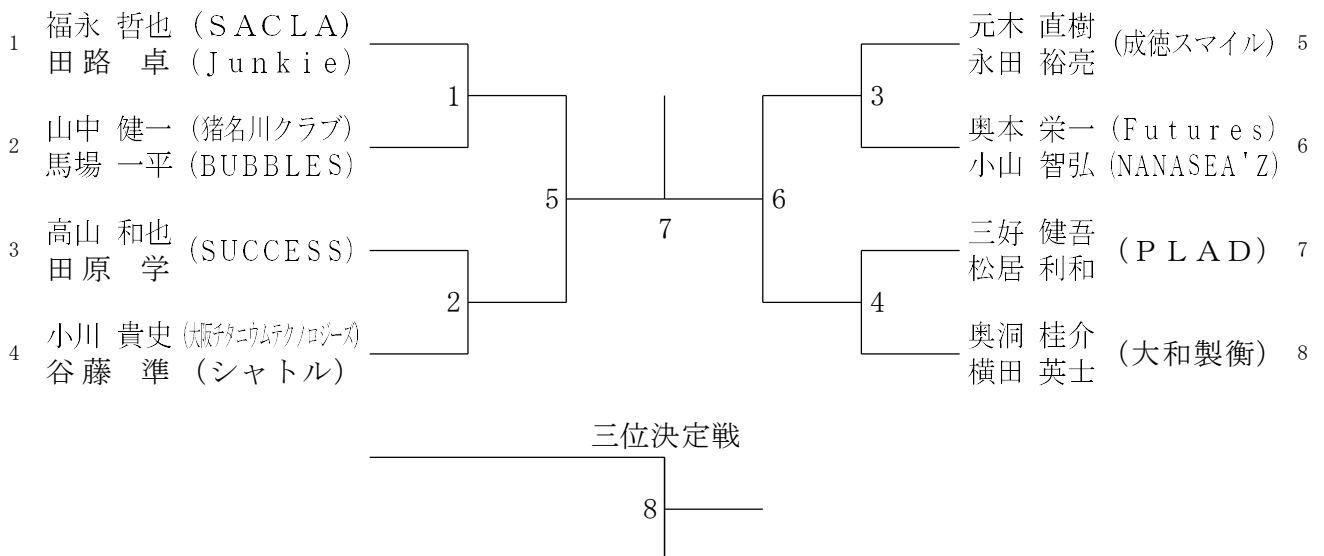 1 福永 哲也 (SACLA)
田路 卓 (Junkie)
2 山中 健一 (猪名川クラブ)
馬場 一平 (BUBBLES)
3 高山 和也 (SUCCESS)
田原 学
4 小川 貴史 (大阪チタニウムテクノロジーズ)
谷藤 準 (シャトル)
1
2
5
7
6
3
4
元木 直樹 (成徳スマイル) 5
永田 裕亮
奥本 栄一 (Futures) 6
小山 智弘 (NANASEA'Z)
三好 健吾 (PLAD) 7
松居 利和
奥洞 桂介 (大和製衡) 8
横田 英士
三位決定戦
8